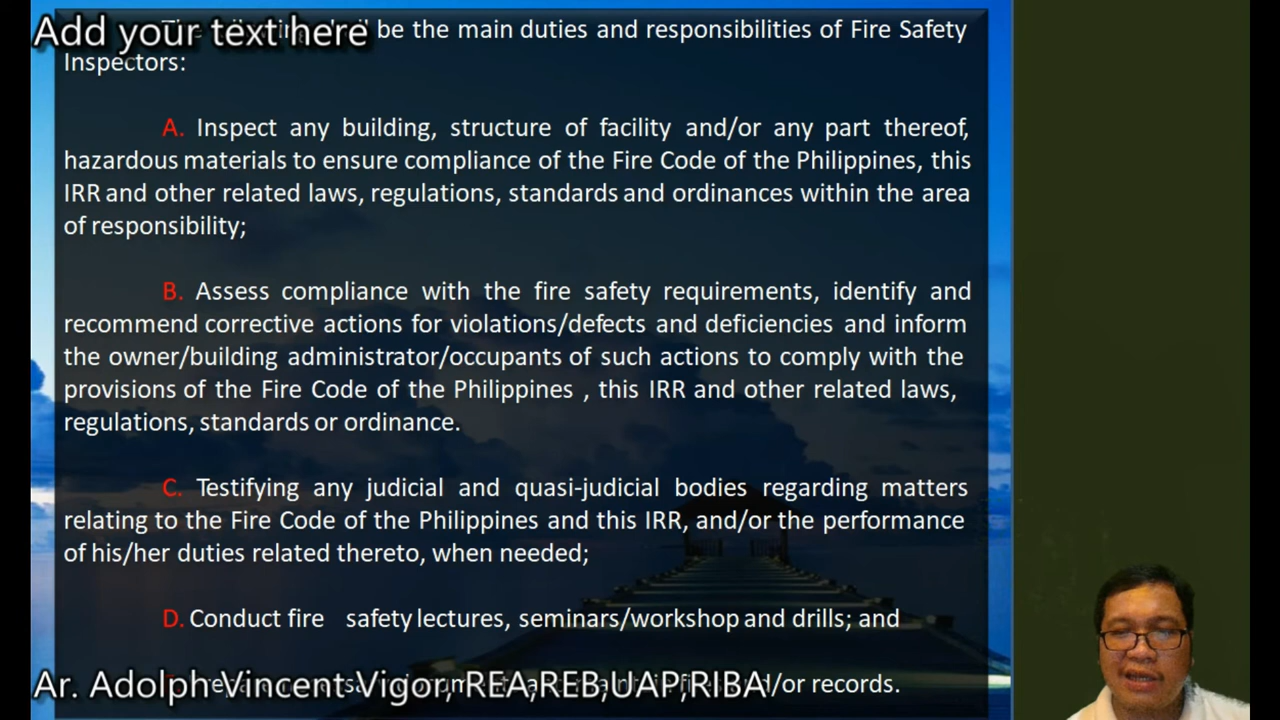 Add your text here be the main duties and responsibilities of Fire Safety
Inspectors:
A. Inspect any building, structure of facility and/or any part thereof,
hazardous materials to ensure compliance of the Fire Code of the Philippines, this
IRR and other related laws, regulations, standards and ordinances within the area
of responsibility;
B. Assess compliance with the fire safety requirements, identify and
recommend corrective actions for violations/defects and deficiencies and inform
the owner/building administrator/occupants of such actions to comply with the
provisions of the Fire Code of the Philippines , this IRR and other related laws,
regulations, standards or ordinance.
C. Testifying any judicial and quasi-judicial bodies regarding matters
relating to the Fire Code of the Philippines and this IRR, and/or the performance
of his/her duties related thereto, when needed;
D. Conduct fire safety lectures, seminars/workshop and drills; and
Ar. Adolph Vincent Vigor, REA,REB,UAP,RIBA /or records.